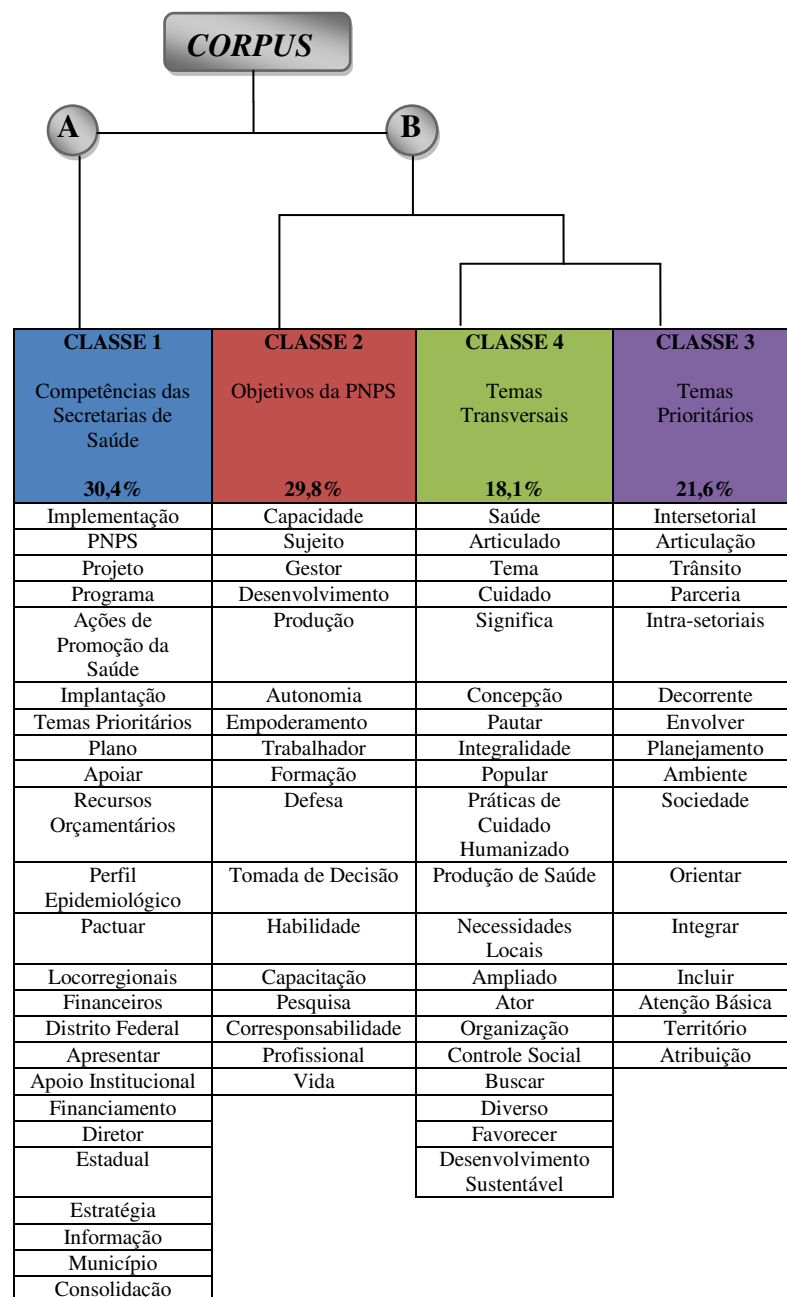 CORPUS
A
B
CLASSE 1
Competências das
Secretarias de
Saúde
30,4%
Implementação
PNPS
Projeto
Programa
Ações de
Promoção da
Saúde
Implantação
Temas Prioritários
Plano
Apoiar
Recursos
Orçamentários
Perfil
Epidemiológico
Pactuar
Locorregionais
Financeiros
Distrito Federal
Apresentar
Apoio Institucional
Financiamento
Diretor
Estadual
Estratégia
Informação
Município
Consolidação
CLASSE 2
Objetivos da PNPS
29,8%
Capacidade
Sujeito
Gestor
Desenvolvimento
Produção
Autonomia
Empoderamento
Trabalhador
Formação
Defesa
Tomada de Decisão
Habilidade
Capacitação
Pesquisa
Corresponsabilidade
Profissional
Vida
CLASSE 4
Temas
Transversais
18,1%
Saúde
Articulado
Tema
Cuidado
Significa
Concepção
Pautar
Integralidade
Popular
Práticas de
Cuidado
Humanizado
Produção de Saúde
Necessidades
Locais
Ampliado
Ator
Organização
Controle Social
Buscar
Diverso
Favorecer
Desenvolvimento
Sustentável
CLASSE 3
Temas
Prioritários
21,6%
Intersetorial
Articulação
Trânsito
Parceria
Intra-setoriais
Decorrente
Envolver
Planejamento
Ambiente
Sociedade
Orientar
Integrar
Incluir
Atenção Básica
Território
Atribuição